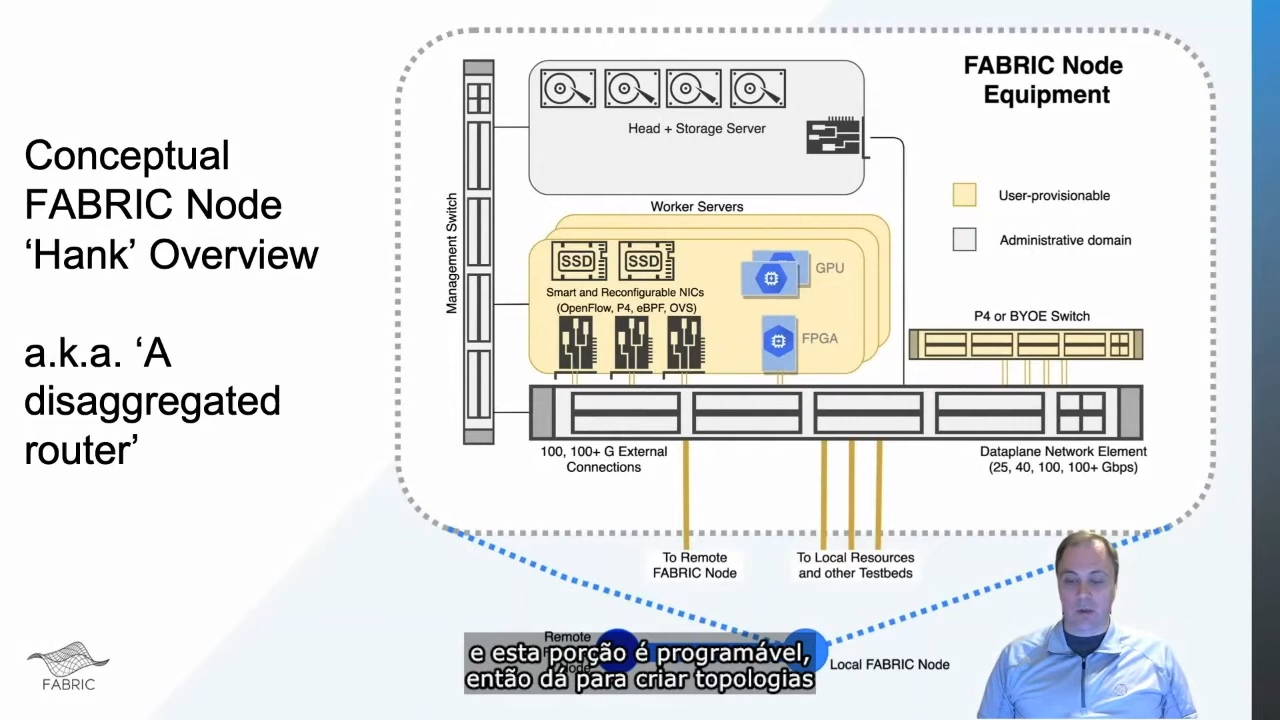 Conceptual
FABRIC Node
‘Hank’ Overview
a.k.a. ‘A
disaggregated
router’
FABRIC
FABRIC Node
Equipment
User-provisionable
Administrative domain
Management Switch
Head + Storage Server
Worker Servers
SSD
SSD
Smart and Reconfigurable NICs
(OpenFlow, P4, eBPF, OVS)
GPU
FPGA
P4 or BYOE Switch
100, 100+ G External
Connections
Dataplane Network Element
(25, 40, 100, 100+ Gbps)
To Remote
FABRIC Node
To Local Resources
and other Testbeds
Remote
Node
Local FABRIC Node
e esta porção é programável,
então dá para criar topologias